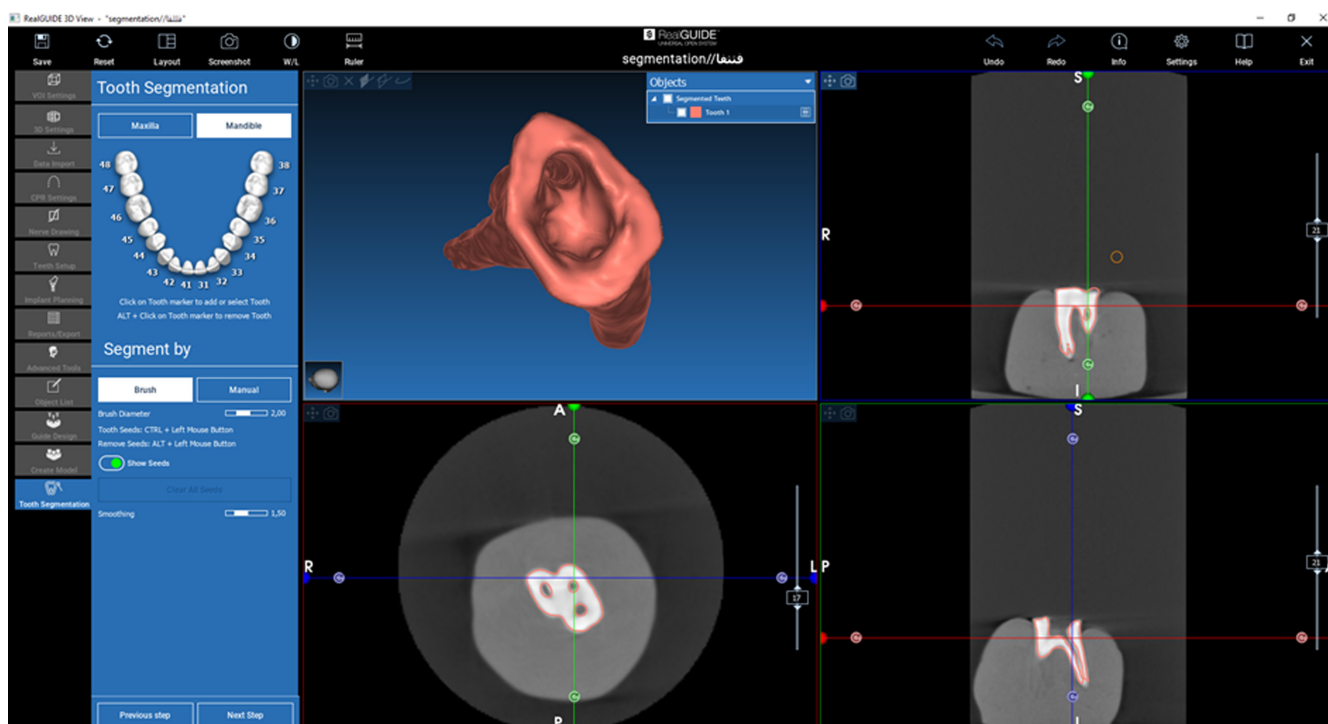 RealGUIDE 3D View - "segmentation//فنتفا"
Save
Reset
Layout
Screenshot
W/L
Ruler
RealGUIDE
UNIVERSAL OPEN SYSTEM
segmentation//فنتفا
Undo
Redo
Info
Settings
Help
Exit
VOI Settings
3D Settings
Data Import
CPR Settings
Nerve Drawing
Teeth Setup
Implant Planning
Reports/Export
Advanced Tools
Object List
Guide Design
Create Model
Tooth Segmentation
Tooth Segmentation
Maxilla
Mandible
48
38
47
37
46
36
45
35
44
34
43
33
42 41 31 32
Click on Tooth marker to add or select Tooth
ALT + Click on Tooth marker to remove Tooth
Segment by
Brush
Manual
Brush Diameter
2,00
Tooth Seeds: CTRL + Left Mouse Button
Remove Seeds: ALT + Left Mouse Button
Show Seeds
Clear All Seeds
Smoothing
1,50
Previous step
Next Step
Objects
Segmented Teeth
Tooth 1
S
R
21
I
A
R
L
17
P
S
P
21
I